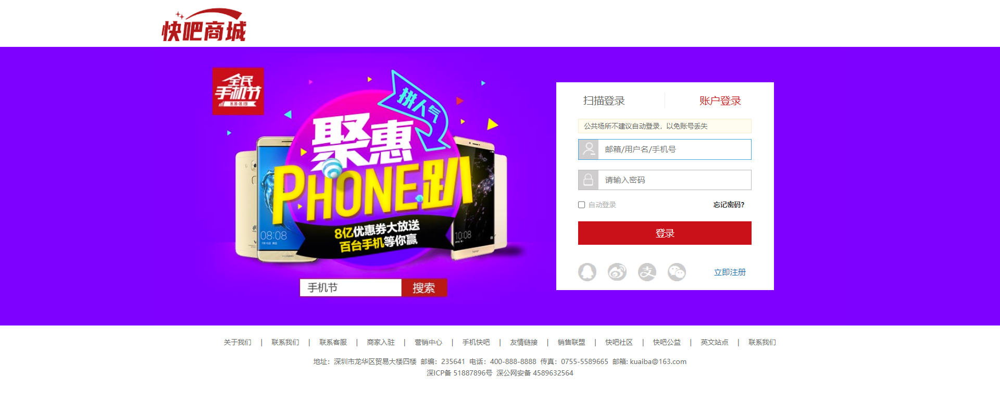 快吧商城
全民
手机节
8.8-8.19
拼人气
聚惠
PHONE趴
8亿优惠券大放送
百台手机等你赢
08:08
10:08
HUAWEI
honor
手机节 搜索
扫描登录 账户登录
公共场所不建议自动登录，以免账号丢失
邮箱/用户名/手机号
请输入密码
自动登录 忘记密码?
登录
支
立即注册
关于我们 | 联系我们 | 联系客服 | 商家入驻 | 营销中心 | 手机快吧 | 友情链接 | 销售联盟 | 快吧社区 | 快吧公益 | 英文站点 | 联系我们
地址：深圳市龙华区贸易大楼四楼 邮编：235641 电话：400-888-8888 传真：0755-5589665 邮箱: kuaiba@163.com
深ICP备 51887896号 深公网安备 4589632564